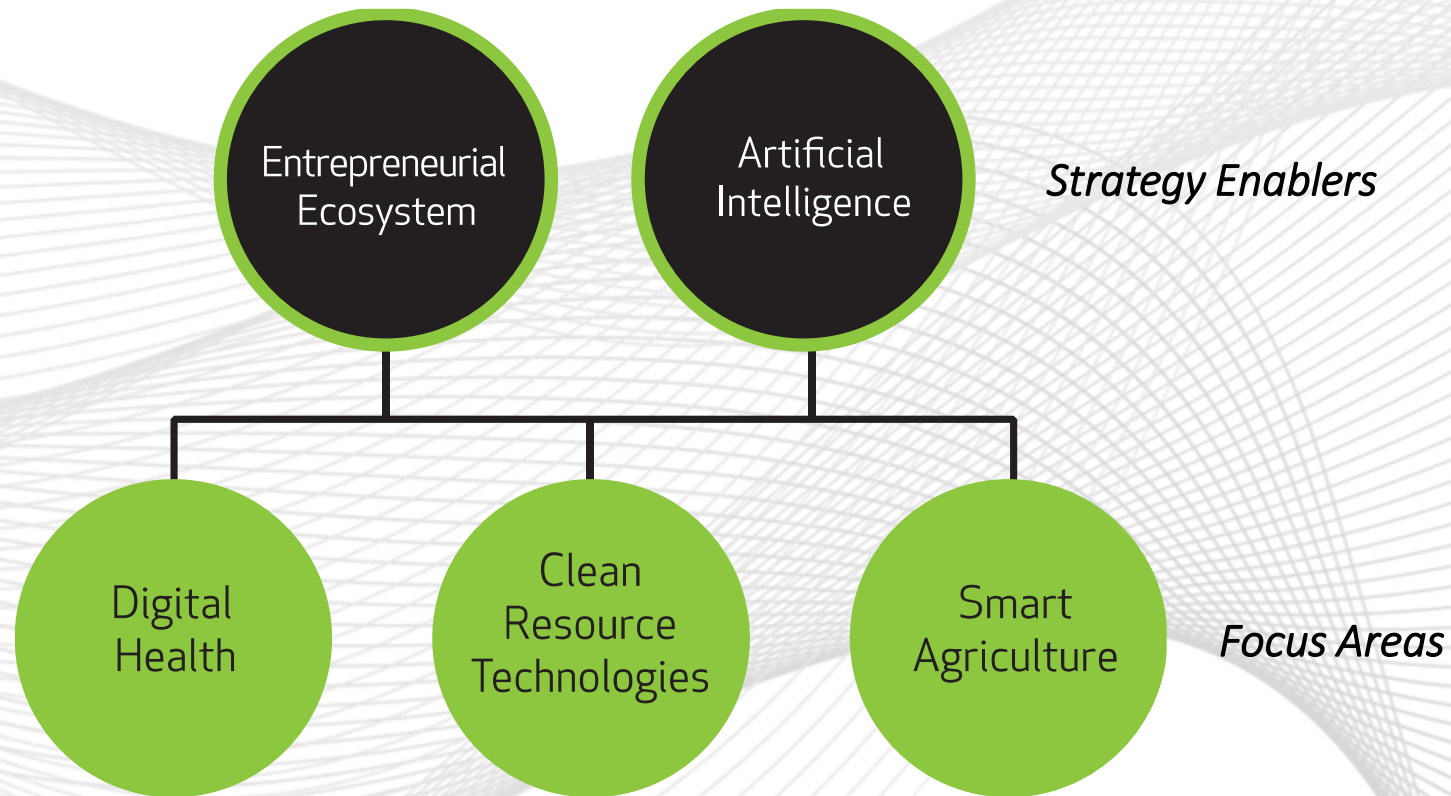 Entrepreneurial
Ecosystem
Artificial
Intelligence
Strategy Enablers
Digital
Health
Clean
Resource
Technologies
Smart
Agriculture
Focus Areas